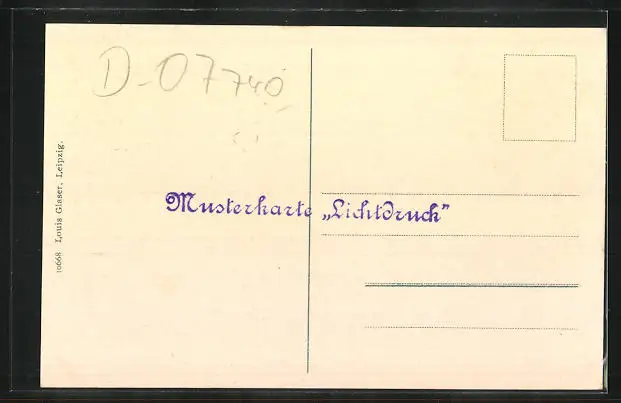 D-07740
Musterkarte „Lichtdruck"
10668 Louis Glaser, Leipzig.